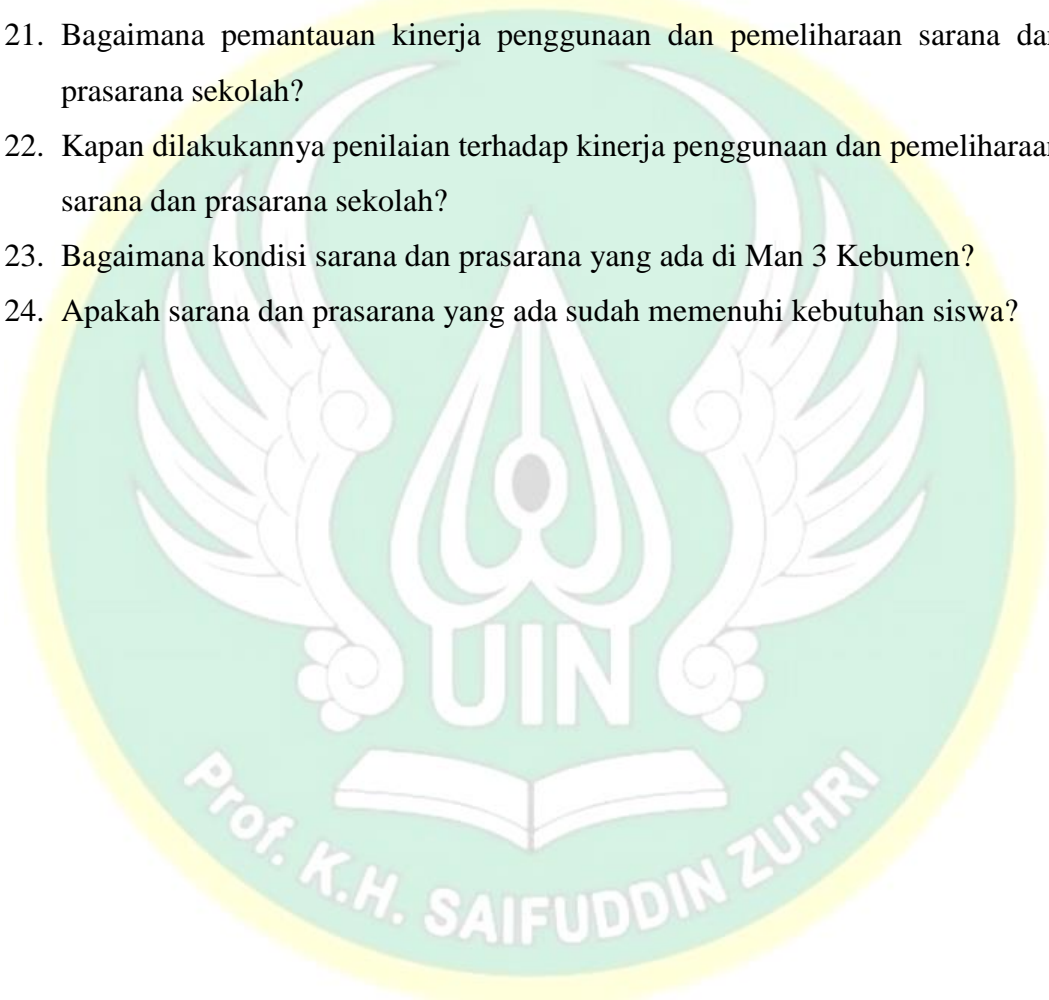 21. Bagaimana pemantauan kinerja penggunaan dan pemeliharaan sarana dan
prasarana sekolah?
22. Kapan dilakukannya penilaian terhadap kinerja penggunaan dan pemeliharaan
sarana dan prasarana sekolah?
23. Bagaimana kondisi sarana dan prasarana yang ada di Man 3 Kebumen?
24. Apakah sarana dan prasarana yang ada sudah memenuhi kebutuhan siswa?
UIN
Prof. K.H. SAIFUDDIN ZUHRI